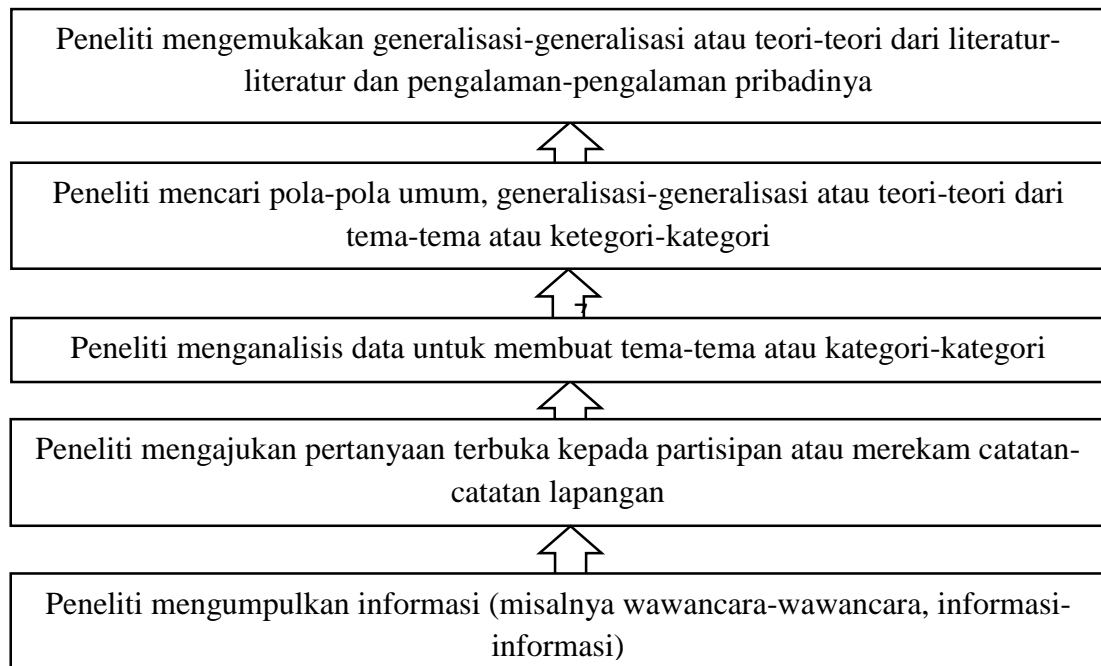 Peneliti mengemukakan generalisasi-generalisasi atau teori-teori dari literatur-
literatur dan pengalaman-pengalaman pribadinya
Peneliti mencari pola-pola umum, generalisasi-generalisasi atau teori-teori dari
tema-tema atau ketegori-kategori
Peneliti menganalisis data untuk membuat tema-tema atau kategori-kategori
Peneliti mengajukan pertanyaan terbuka kepada partisipan atau merekam catatan-
catatan lapangan
Peneliti mengumpulkan informasi (misalnya wawancara-wawancara, informasi-
informasi)